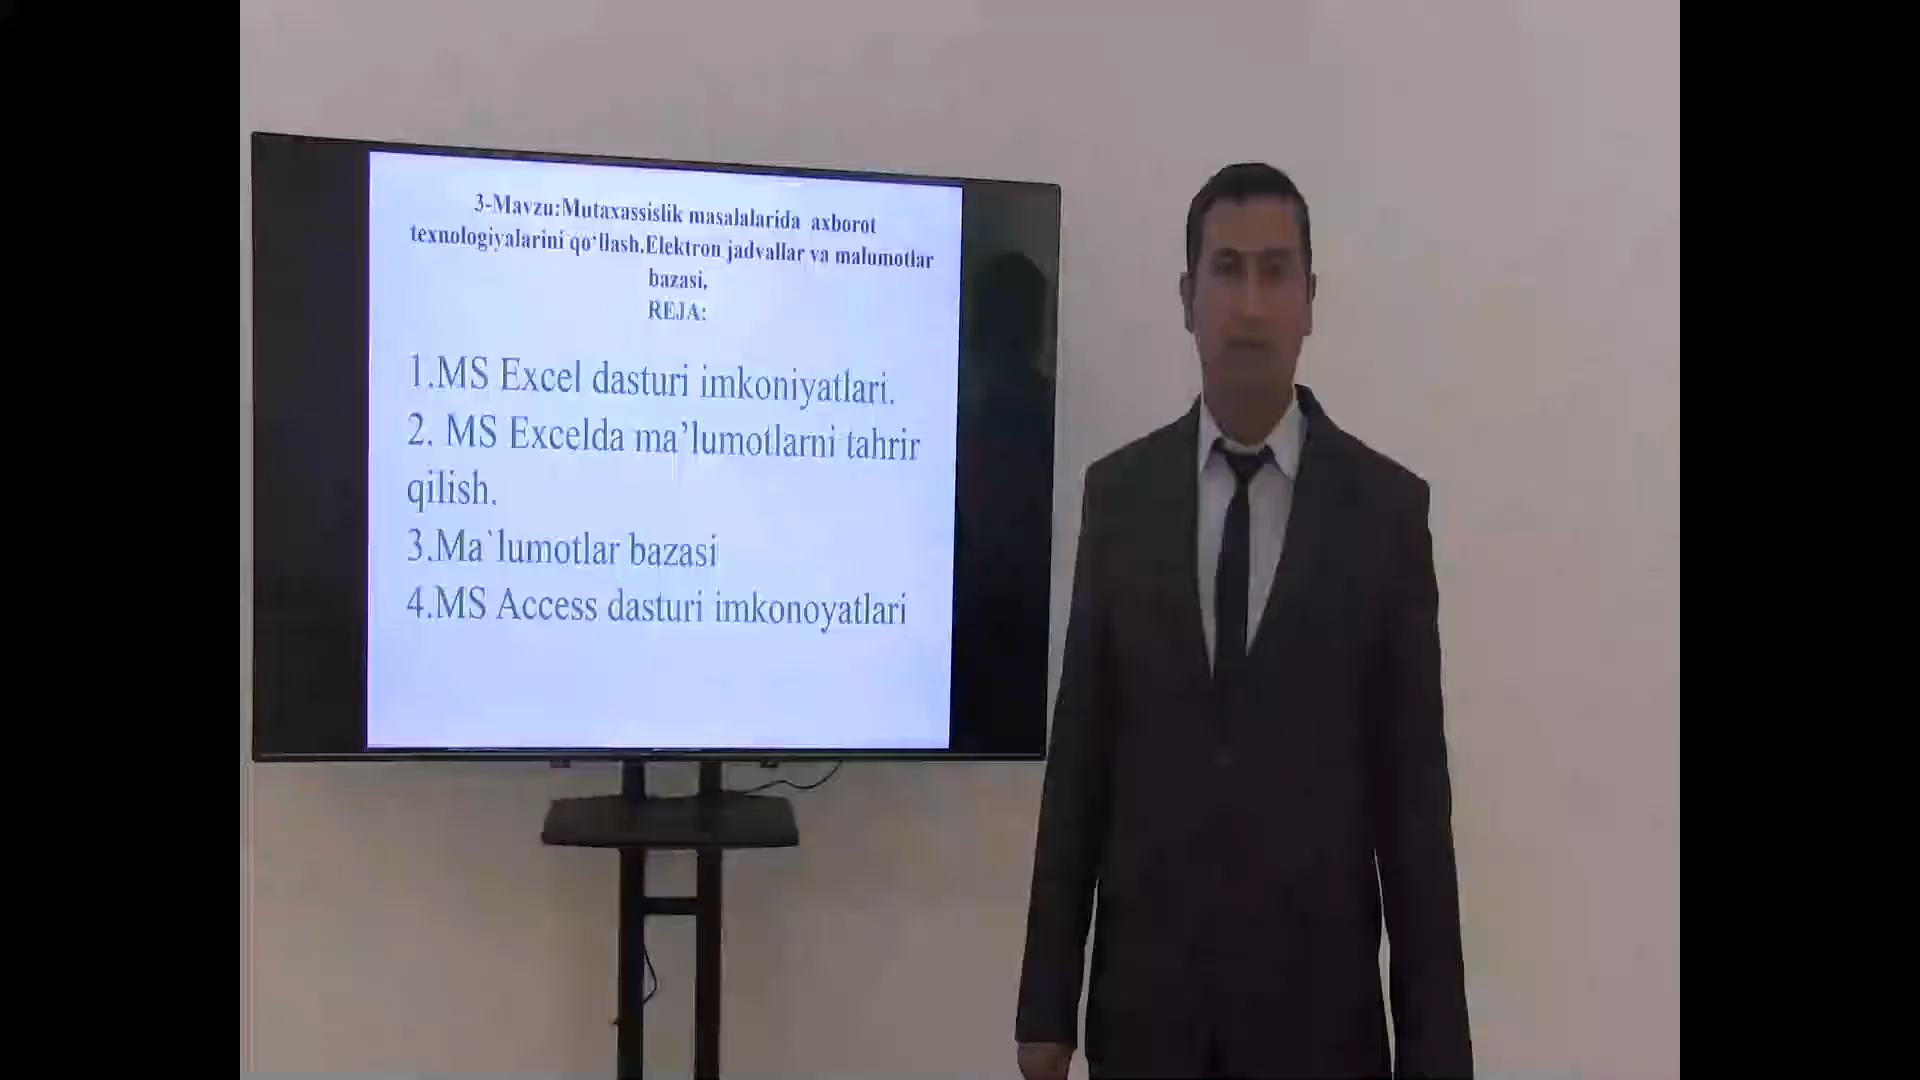 3-Mavzu:Mutaxassislik masalalarida axborot
texnologiyalarini qo‘llash.Elektron jadvallar va malumotlar
bazasi,
REJA:
1.MS Excel dasturi imkoniyatlari.
2. MS Excelda ma’lumotlarni tahrir
qilish.
3.Ma`lumotlar bazasi
4.MS Access dasturi imkonoyatlari